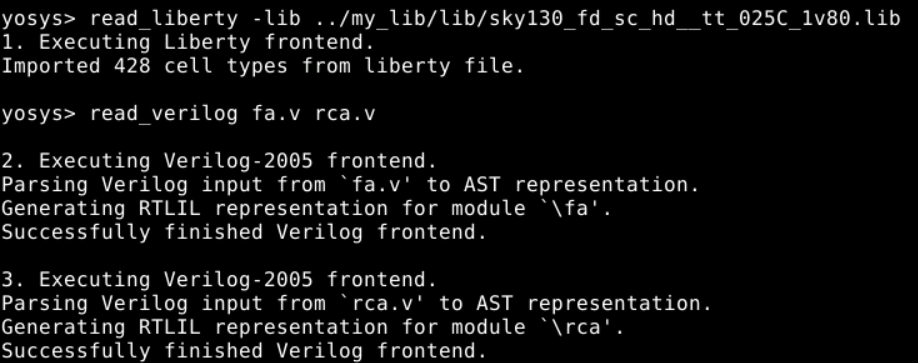 yosys> read_liberty -lib ../my_lib/lib/sky130_fd_sc_hd__tt_025C_1v80.lib
1. Executing Liberty frontend.
Imported 428 cell types from liberty file.
yosys> read_verilog fa.v rca.v
2. Executing Verilog-2005 frontend.
Parsing Verilog input from `fa.v' to AST representation.
Generating RTLIL representation for module `\fa'.
Successfully finished Verilog frontend.
3. Executing Verilog-2005 frontend.
Parsing Verilog input from `rca.v' to AST representation.
Generating RTLIL representation for module `\rca'.
Successfully finished Verilog frontend.